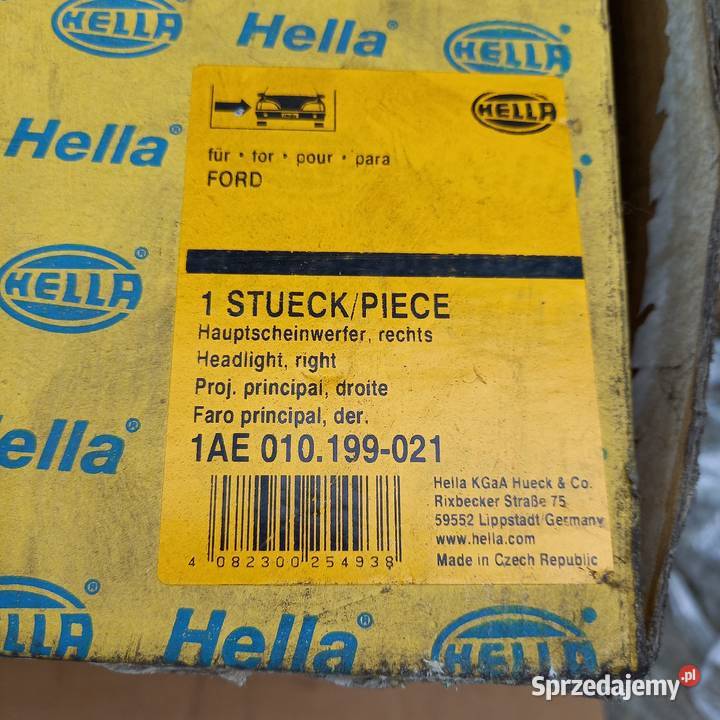 HELLA
Hella®
HELLA
Hella®
HELLA
für • for • pour • para
FORD
HELLA®
1 STUECK/PIECE
Hauptscheinwerfer, rechts
Headlight, right
Proj. principal, droite
Faro principal, der.
1AE 010.199-021
Hella KGaA Hueck & Co.
Rixbecker Straße 75
59552 Lippstadt/Germany
www.hella.com
Made in Czech Republic
4 082300 254938
Hella®
HELLA®
Hella®
HELLA
Sprzedajemy.pl